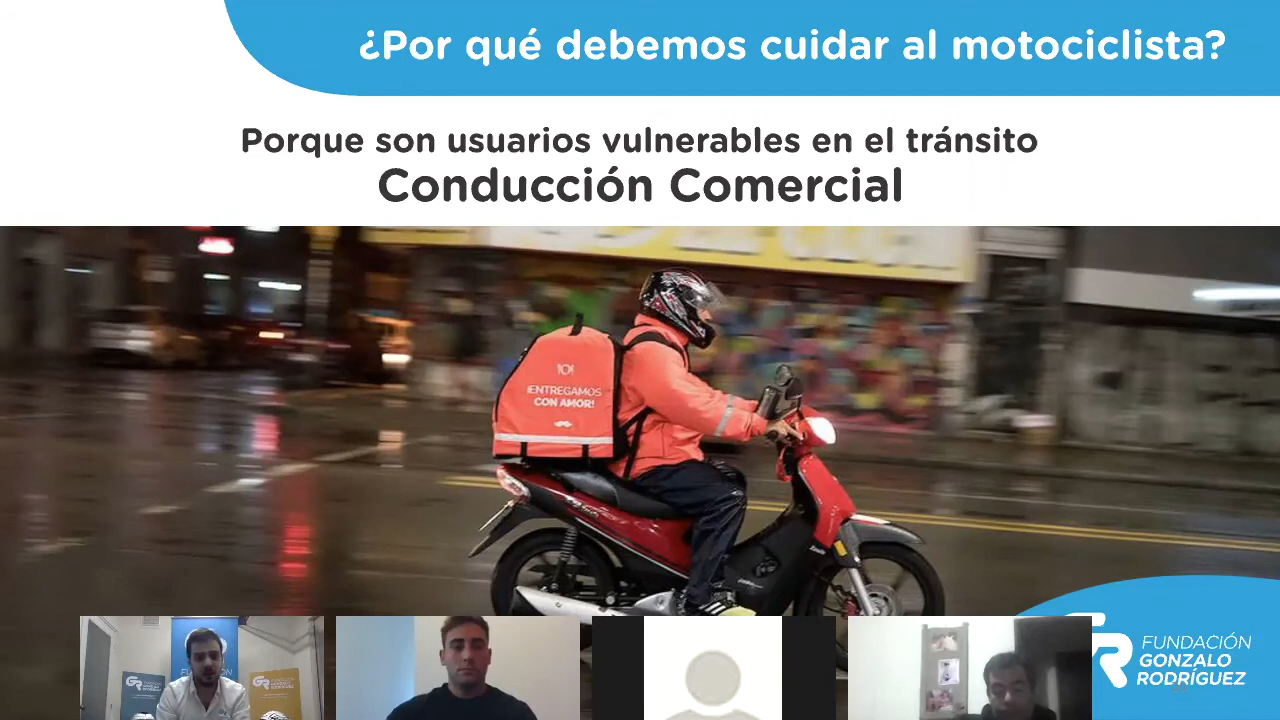 ¿Por qué debemos cuidar al motociclista?
Porque son usuarios vulnerables en el tránsito
Conducción Comercial
¡ENTREGAMOS
CON AMOR!
FUNDACIÓN
GONZALO
RODRÍGUEZ